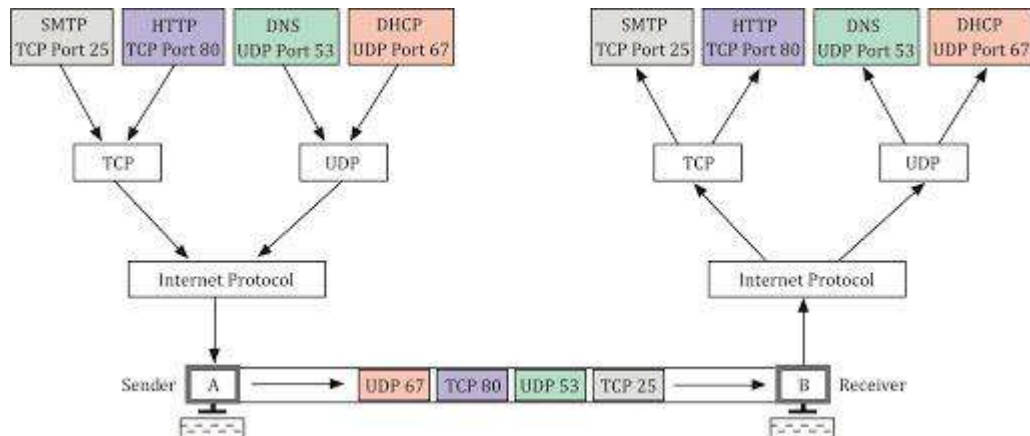 SMTP
TCP Port 25
HTTP
TCP Port 80
DNS
UDP Port 53
DHCP
UDP Port 67
SMTP
TCP Port 25
HTTP
TCP Port 80
DNS
UDP Port 53
DHCP
UDP Port 67
TCP
UDP
TCP
UDP
Internet Protocol
Internet Protocol
Sender
A
UDP 67
TCP 80
UDP 53
TCP 25
B
Receiver